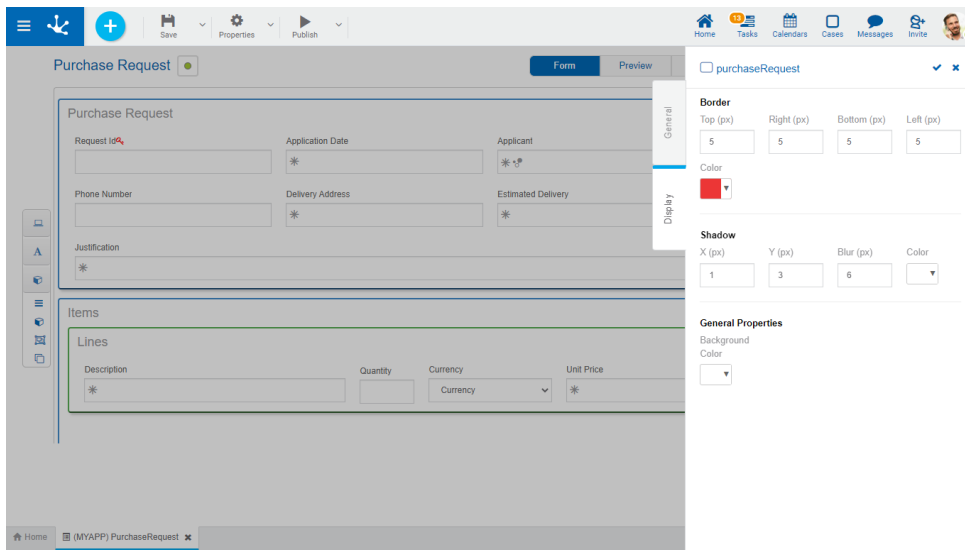 Save
Properties
Publish
Home
13
Tasks
Calendars
Cases
Messages
Invite
Purchase Request
Form
Preview
purchaseRequest
General
Display
Border
Top (px) Right (px) Bottom (px) Left (px)
5 5 5 5
Color
Shadow
X (px) Y (px) Blur (px) Color
1 3 6
General Properties
Background
Color
Purchase Request
Request Id Application Date Applicant
Phone Number Delivery Address Estimated Delivery
Justification
A
Items
Lines
Description Quantity Currency Unit Price
Currency
Home (MYAPP) PurchaseRequest